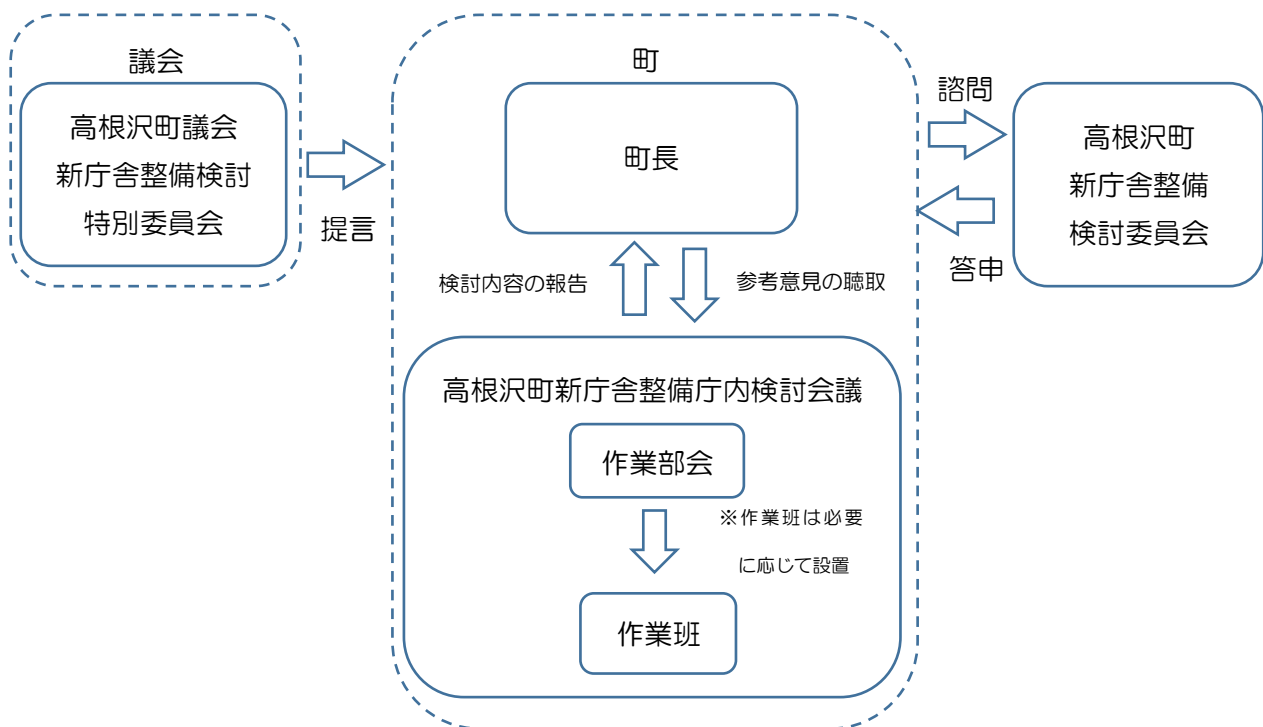 議会
高根沢町議会
新庁舎整備検討
特別委員会
提言
町
町長
検討内容の報告
参考意見の聴取
高根沢町新庁舎整備庁内検討会議
作業部会
※作業班は必要
に応じて設置
作業班
諮問
答申
高根沢町
新庁舎整備
検討委員会